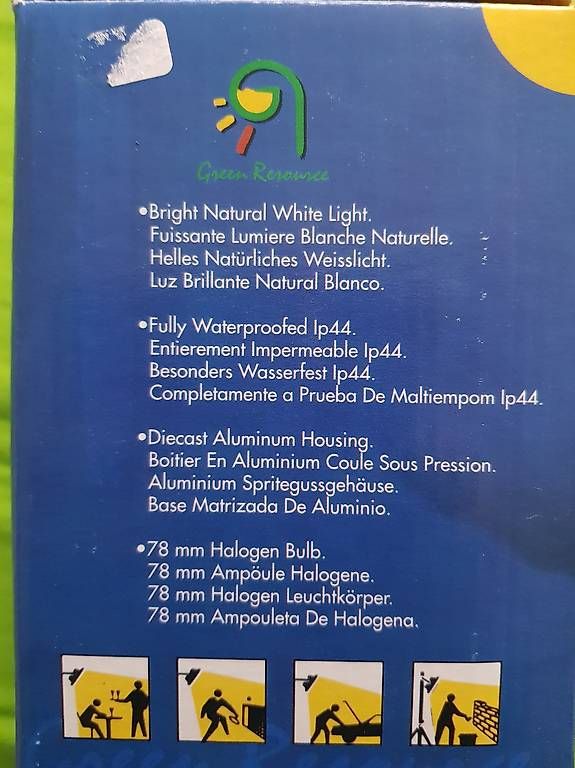 Green Resource
•Bright Natural White Light.
Fuissante Lumiere Blanche Naturelle.
Helles Natürliches Weisslicht.
Luz Brillante Natural Blanco.
•Fully Waterproofed Ip44.
Entierement Impermeable Ip44.
Besonders Wasserfest Ip44.
Completamente a Prueba De Maltiempom Ip44.
•Diecast Aluminum Housing.
Boitier En Aluminium Coule Sous Pression.
Aluminium Spritegussgehäuse.
Base Matrizada De Aluminio.
•78 mm Halogen Bulb.
78 mm Ampöule Halogene.
78 mm Halogen Leuchtkörper.
78 mm Ampouleta De Halogena.
Green Resource